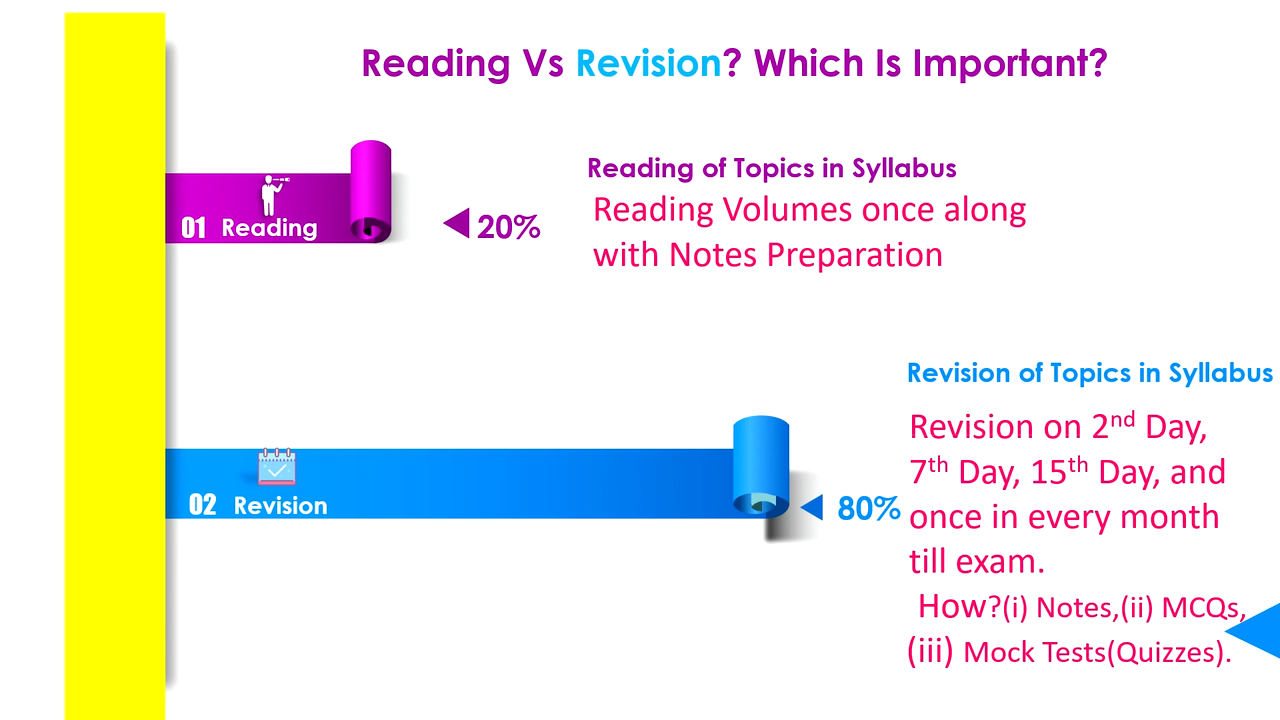 Reading Vs Revision? Which Is Important?
Reading of Topics in Syllabus
Reading Volumes once along
with Notes Preparation
01 Reading
20%
Revision of Topics in Syllabus
Revision on 2nd Day,
7th Day, 15th Day, and
once in every month
till exam.
How?(i) Notes,(ii) MCQs,
(iii) Mock Tests(Quizzes).
02 Revision
80%